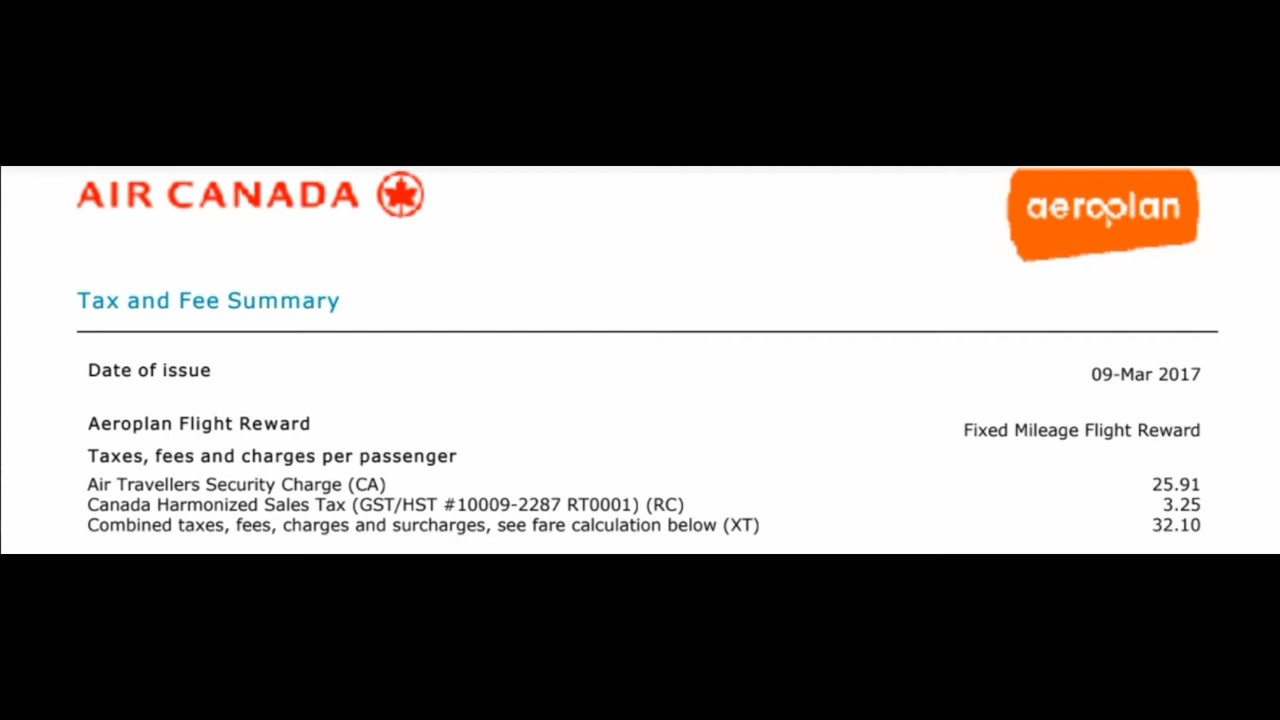 AIR CANADA
aeroplan
Tax and Fee Summary
Date of issue 09-Mar 2017
Aeroplan Flight Reward Fixed Mileage Flight Reward
Taxes, fees and charges per passenger
Air Travellers Security Charge (CA) 25.91
Canada Harmonized Sales Tax (GST/HST #10009-2287 RT0001) (RC) 3.25
Combined taxes, fees, charges and surcharges, see fare calculation below (XT) 32.10